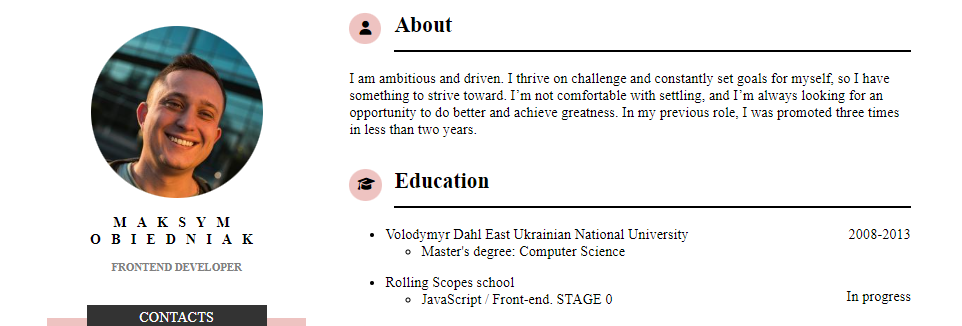 MAKSYM
OBIEDNIAK
FRONTEND DEVELOPER
CONTACTS
About
I am ambitious and driven. I thrive on challenge and constantly set goals for myself, so I have
something to strive toward. I’m not comfortable with settling, and I’m always looking for an
opportunity to do better and achieve greatness. In my previous role, I was promoted three times
in less than two years.
Education
Volodymyr Dahl East Ukrainian National University 2008-2013
Master's degree: Computer Science
Rolling Scopes school
JavaScript / Front-end. STAGE 0 In progress